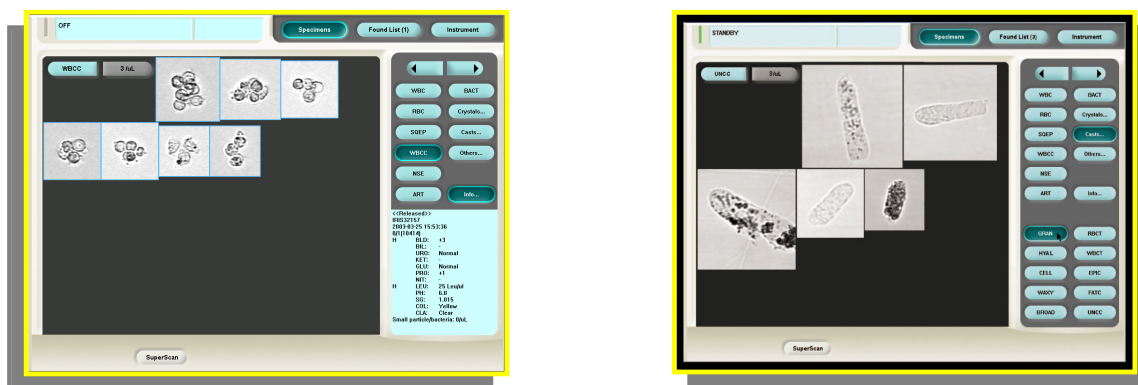 OFF
Specimens Found List (1) Instrument
WBCC 3 /uL
WBC BACT
RBC Crystals...
SQEP Casts...
WBCC Others...
NSE
ART Info...
<<Released>>
IRIS32157
2003-03-25 15:53:36
0/1[10414]
H BLD: +3
BIL: -
URO: Normal
KET: -
GLU: Normal
PRO: +1
NIT: -
H LEU: 25 Leu/ul
PH: 6.0
SG: 1.015
COL: Yellow
CLA: Clear
Small particle/bacteria: 0/uL
SuperScan
STANDBY
Specimens Found List (3) Instrument
UNCC 3/uL
WBC BACT
RBC Crystals...
SQEP Casts...
WBCC Others...
NSE
ART Info...
GRAN RBCT
HYAL WBCT
CELL EPIC
WAXY FATC
BROAD UNCC
SuperScan